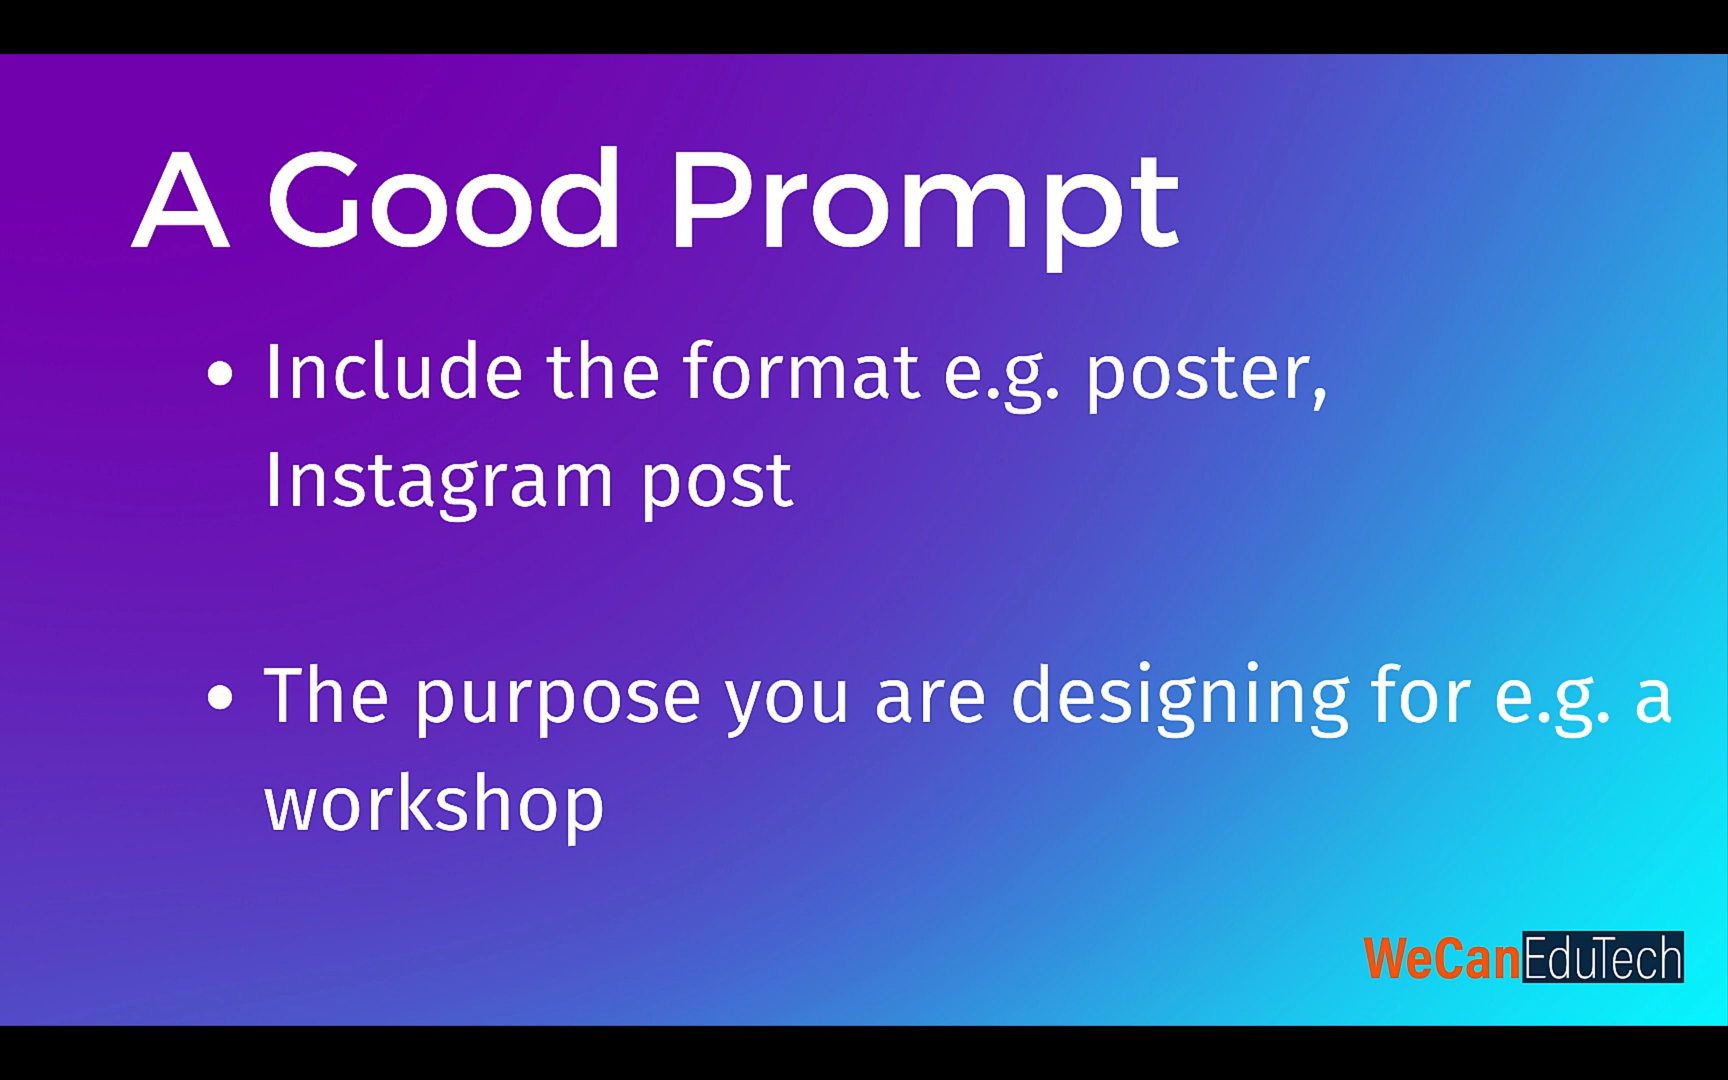 A Good Prompt
• Include the format e.g. poster,
Instagram post
• The purpose you are designing for e.g. a
workshop
WeCanEduTech